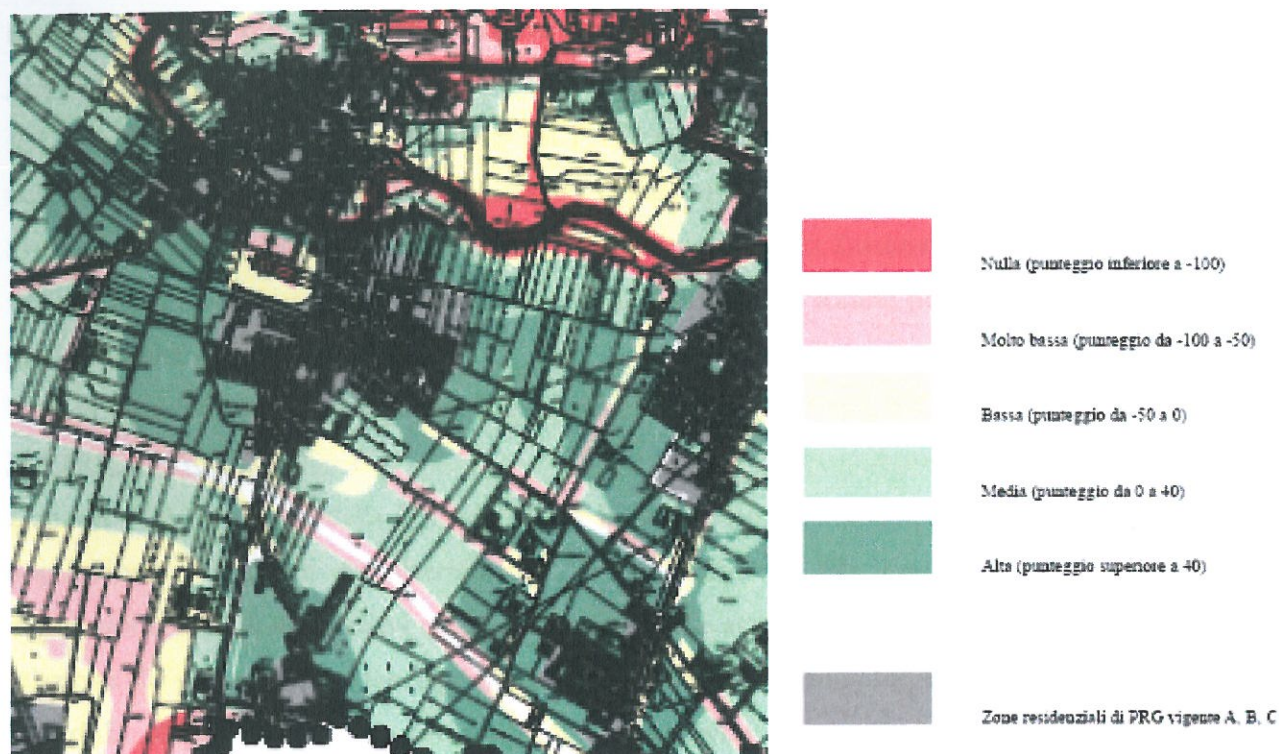 Nulla (punteggio inferiore a -100)
Molto bassa (punteggio da -100 a -50)
Bassa (punteggio da -50 a 0)
Media (punteggio da 0 a 40)
Alta (punteggio superiore a 40)
Zone residenziali di PRG vigente A, B, C